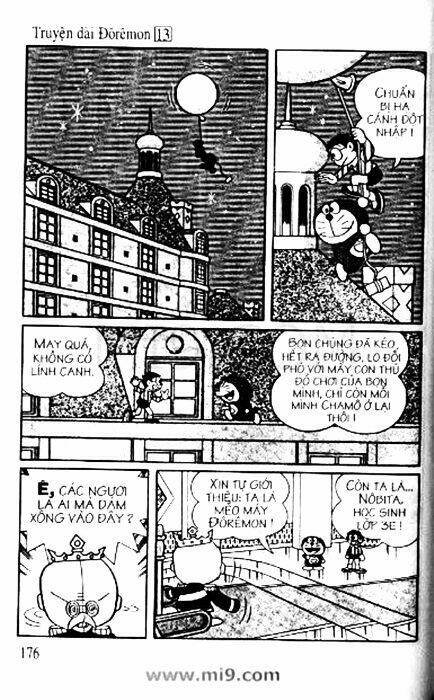 Truyện dài Đôrêmon 13
CHUẨN
BỊ HẠ
CÁNH ĐỘT
NHẬP !
MAY QUÁ,
KHÔNG CÓ
LÍNH CANH.
BỌN CHÚNG ĐÃ KÉO
HẾT RA ĐƯỜNG, LO ĐỐI
PHÓ VỚI MẤY CON THÚ
ĐỒ CHƠI CỦA BỌN
MÌNH, CHỈ CÒN MỖI
MÌNH CHAMÔ Ở LẠI
THÔI !
Ê, CÁC NGƯƠI
LÀ AI MÀ DÁM
XÔNG VÀO ĐÂY ?
XIN TỰ GIỚI
THIỆU: TA LÀ
MÈO MÁY
ĐÔRÊMON !
CÒN TA LÀ...
NÔBITA,
HỌC SINH
LỚP 3E !
176
www.mi9.com